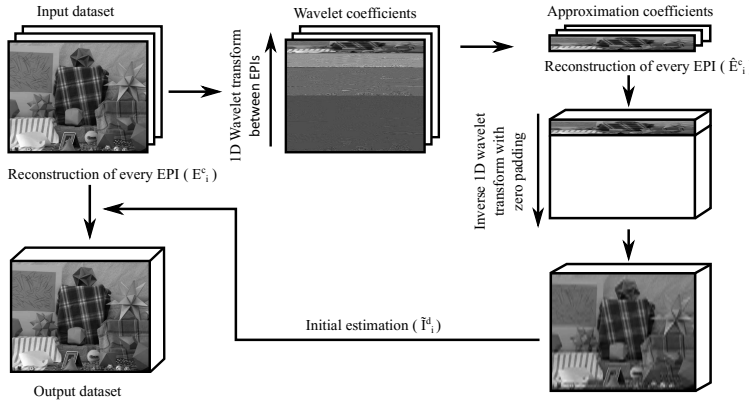 Input dataset
Wavelet coefficients
Approximation coefficients
1D Wavelet transform
between EPIs
Reconstruction of every EPI ( Ê^c_i )
Inverse 1D wavelet
transform with
zero padding
Reconstruction of every EPI ( E^c_i )
Initial estimation ( Ĩ^d_i )
Output dataset